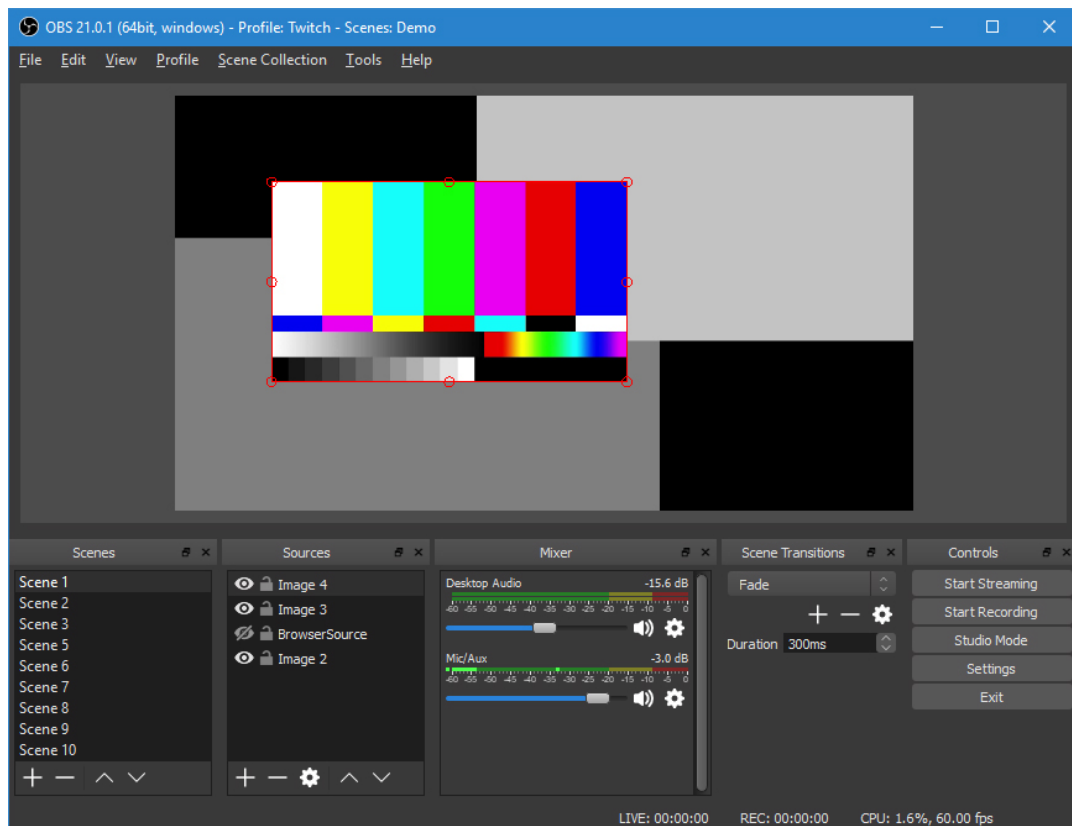 OBS 21.0.1 (64bit, windows) - Profile: Twitch - Scenes: Demo
File Edit View Profile Scene Collection Tools Help
Scenes
Scene 1
Scene 2
Scene 3
Scene 5
Scene 6
Scene 7
Scene 8
Scene 9
Scene 10
Sources
Image 4
Image 3
BrowserSource
Image 2
Mixer
Desktop Audio -15.6 dB
-60 -55 -50 -45 -40 -35 -30 -25 -20 -15 -10 -5 0
Mic/Aux -3.0 dB
-60 -55 -50 -45 -40 -35 -30 -25 -20 -15 -10 -5 0
Scene Transitions
Fade
Duration 300ms
Controls
Start Streaming
Start Recording
Studio Mode
Settings
Exit
LIVE: 00:00:00 REC: 00:00:00 CPU: 1.6%, 60.00 fps